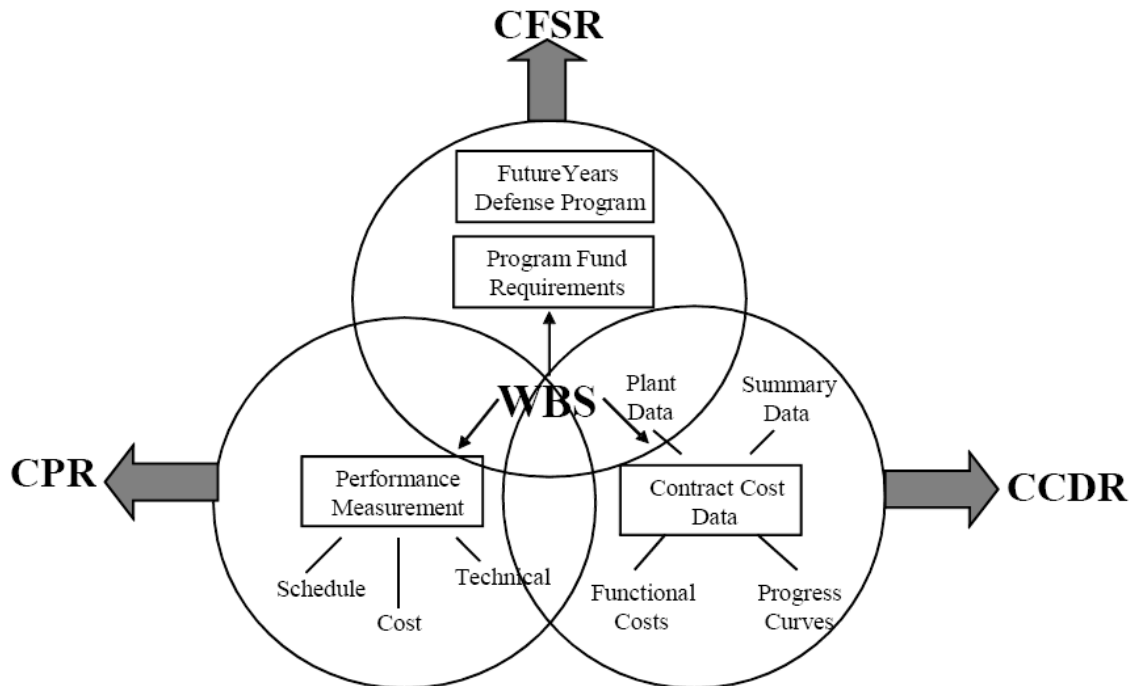 CFSR
FutureYears
Defense Program
Program Fund
Requirements
WBS
Plant
Data
Summary
Data
CPR
Performance
Measurement
Contract Cost
Data
CCDR
Schedule
Cost
Technical
Functional
Costs
Progress
Curves